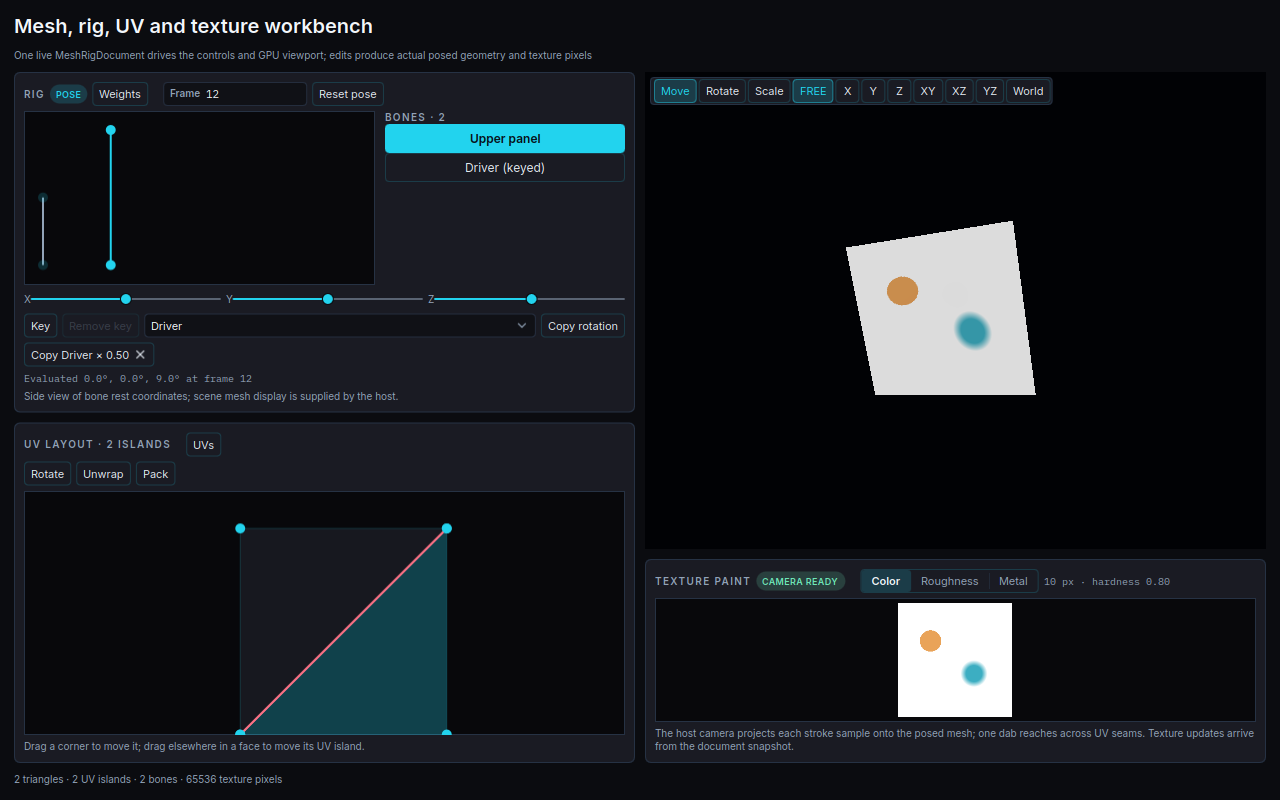 Mesh, rig, UV and texture workbench
One live MeshRigDocument drives the controls and GPU viewport; edits produce actual posed geometry and texture pixels
RIG POSE Weights Frame 12 Reset pose
BONES · 2
Upper panel
Driver (keyed)
X Y Z
Key Remove key Driver Copy rotation
Copy Driver × 0.50 ✕
Evaluated 0.0°, 0.0°, 9.0° at frame 12
Side view of bone rest coordinates; scene mesh display is supplied by the host.
UV LAYOUT · 2 ISLANDS UVs
Rotate Unwrap Pack
Drag a corner to move it; drag elsewhere in a face to move its UV island.
Move Rotate Scale FREE X Y Z XY XZ YZ World
TEXTURE PAINT CAMERA READY Color Roughness Metal 10 px · hardness 0.80
The host camera projects each stroke sample onto the posed mesh; one dab reaches across UV seams. Texture updates arrive
from the document snapshot.
2 triangles · 2 UV islands · 2 bones · 65536 texture pixels